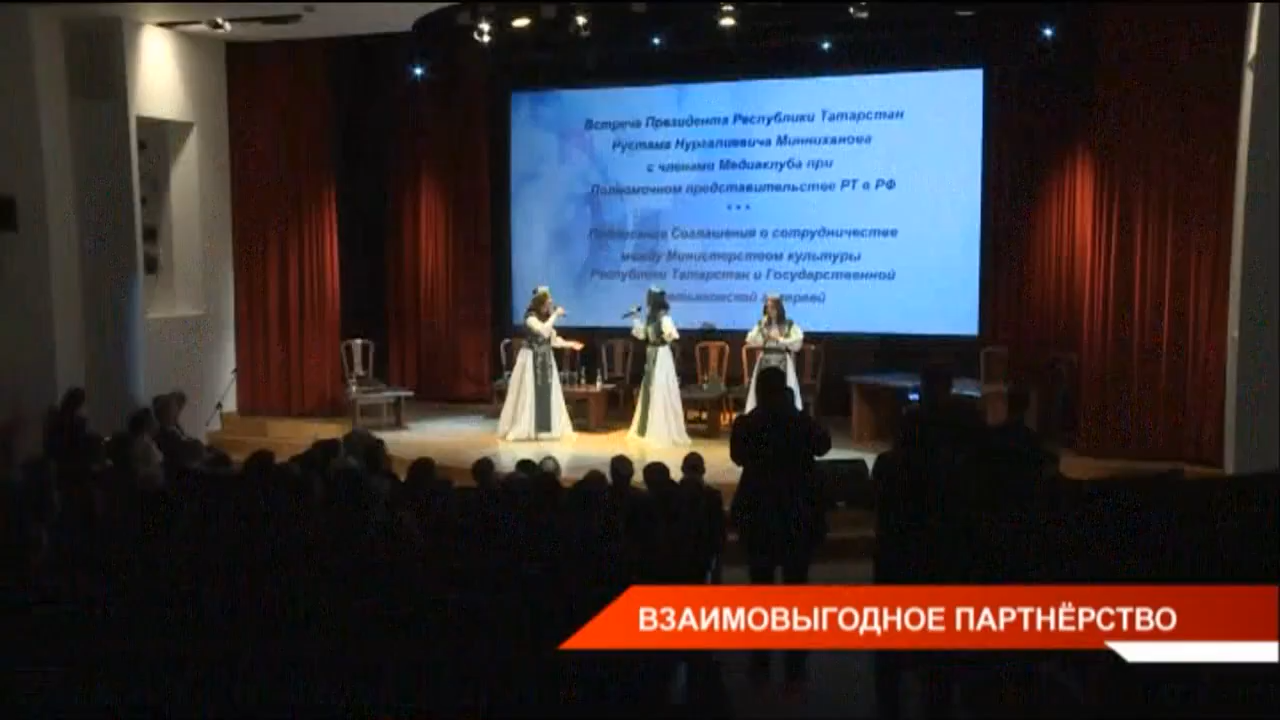 Встреча Президента Республики Татарстан
Рустама Нургалиевича Минниханова
с членами Медиаклуба при
Полномочном представительстве РТ в РФ
* * *
Подписание Соглашения о сотрудничестве
между Министерством культуры
Республики Татарстан и Государственной
галереей
ВЗАИМОВЫГОДНОЕ ПАРТНЁРСТВО